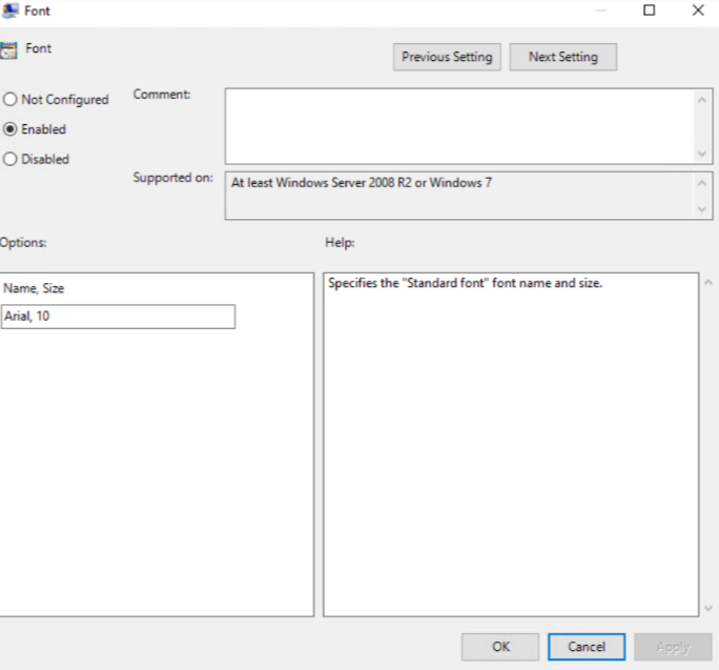 Font
Font
Previous Setting
Next Setting
Not Configured
Comment:
Enabled
Disabled
Supported on:
At least Windows Server 2008 R2 or Windows 7
Options:
Help:
Name, Size
Specifies the "Standard font" font name and size.
Arial, 10
OK
Cancel
Apply